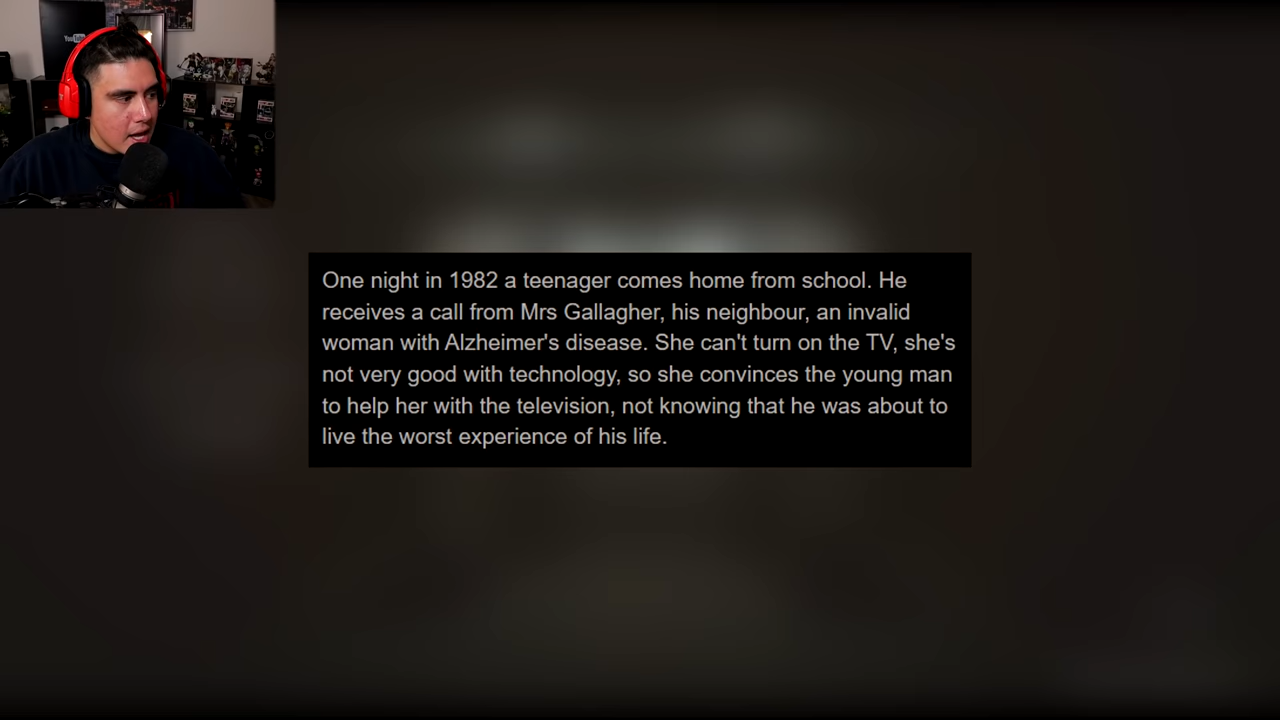 One night in 1982 a teenager comes home from school. He
receives a call from Mrs Gallagher, his neighbour, an invalid
woman with Alzheimer's disease. She can't turn on the TV, she's
not very good with technology, so she convinces the young man
to help her with the television, not knowing that he was about to
live the worst experience of his life.